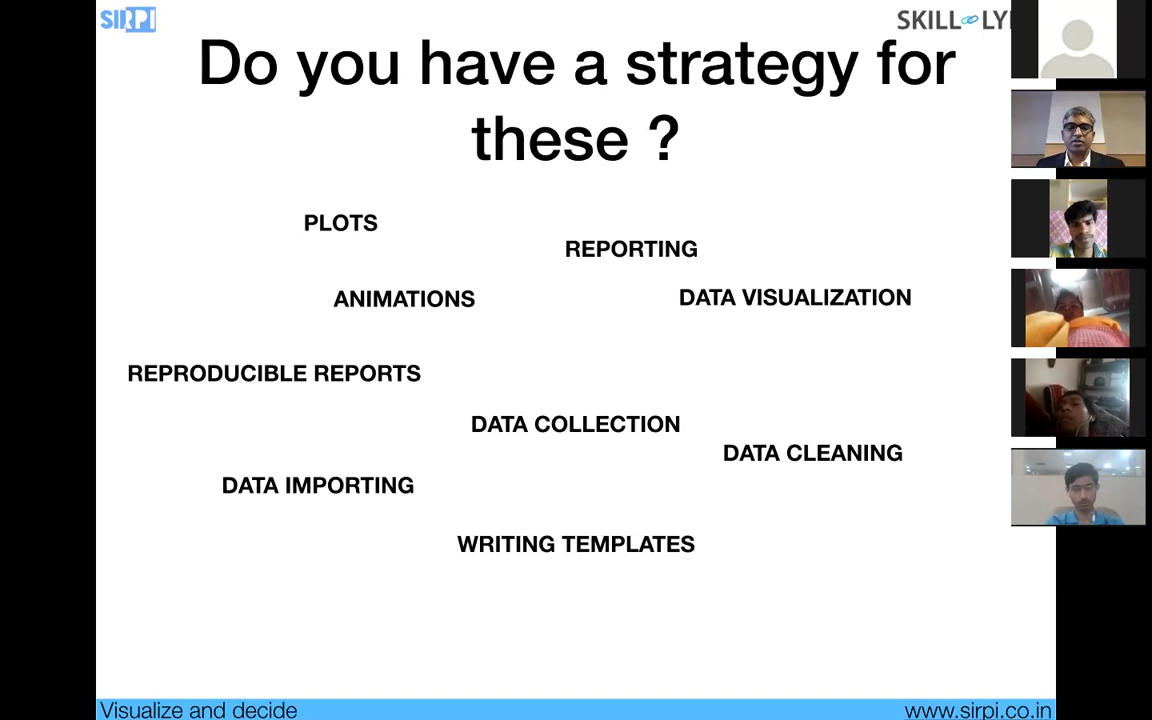 SIRPI
SKILL LY
Do you have a strategy for
these ?
PLOTS
REPORTING
ANIMATIONS
DATA VISUALIZATION
REPRODUCIBLE REPORTS
DATA COLLECTION
DATA CLEANING
DATA IMPORTING
WRITING TEMPLATES
Visualize and decide
www.sirpi.co.in